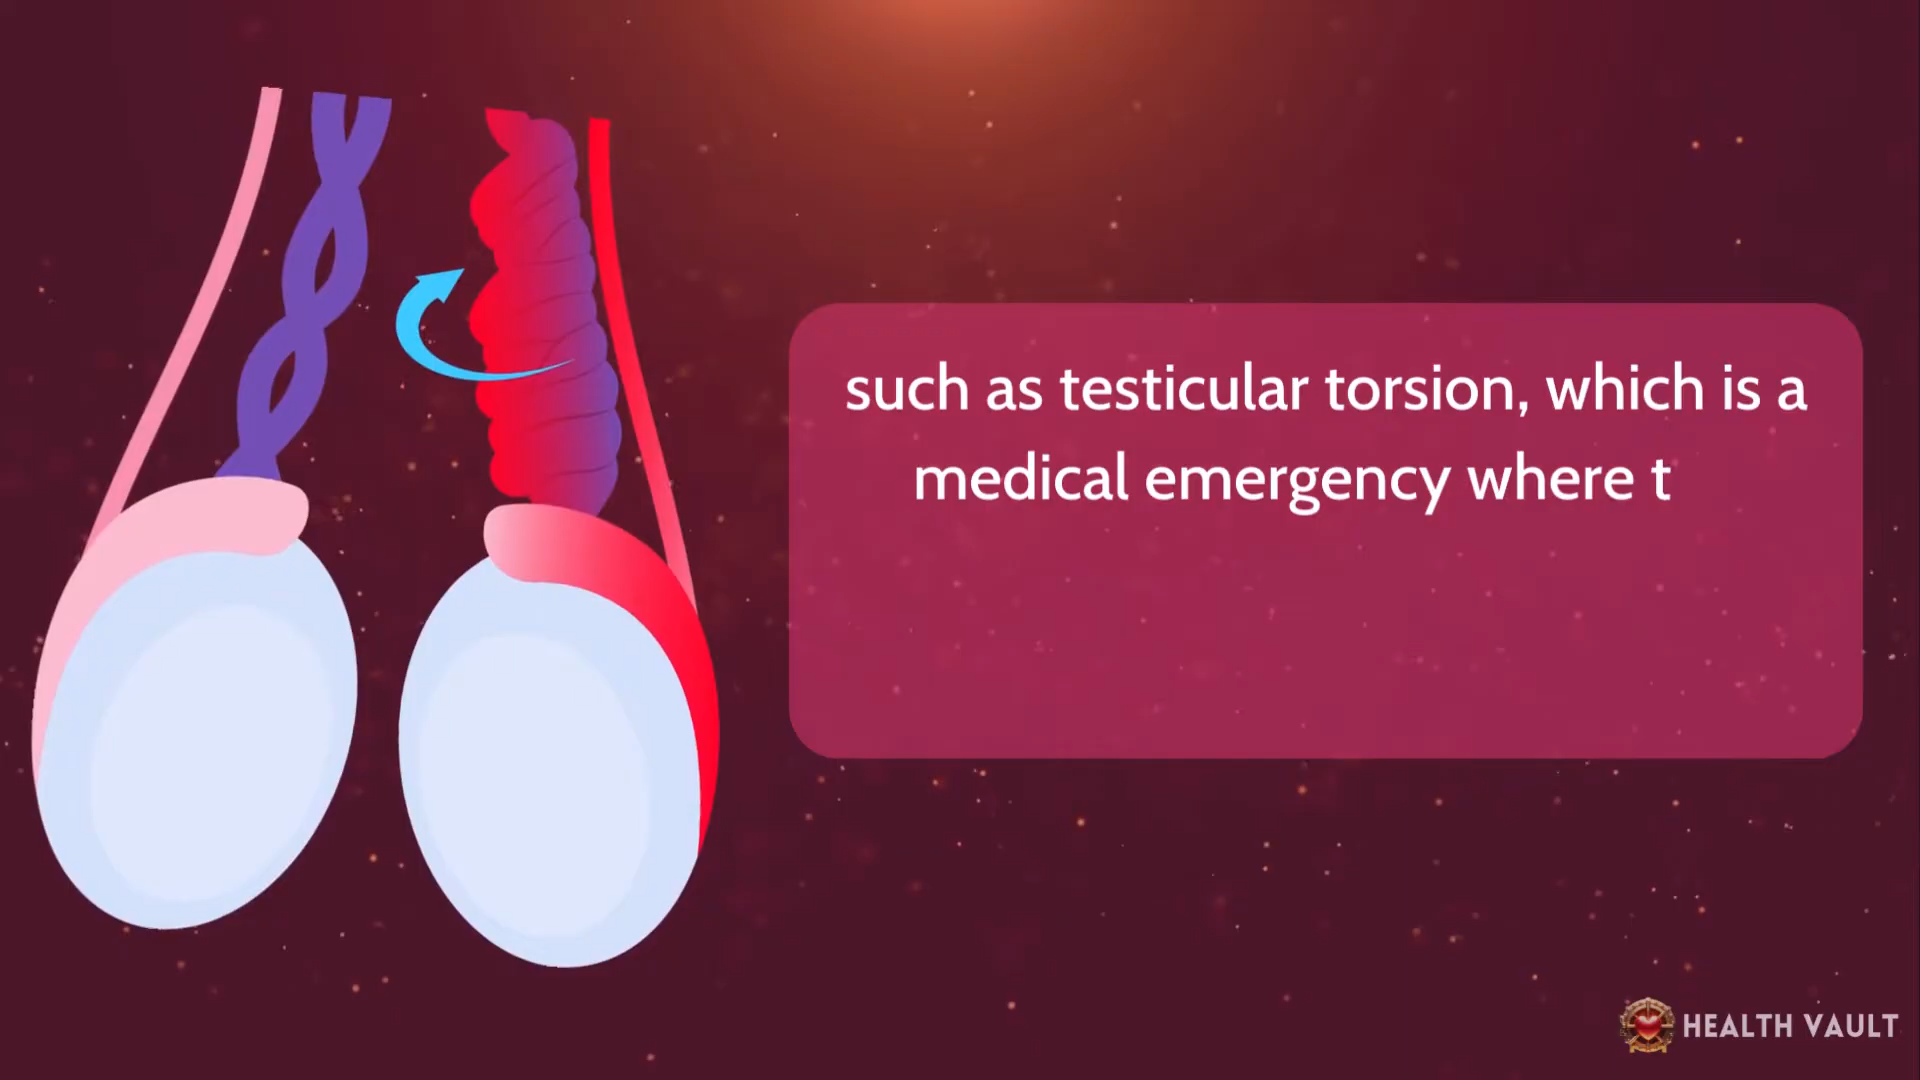 such as testicular torsion, which is a
medical emergency where t
HEALTH VAULT